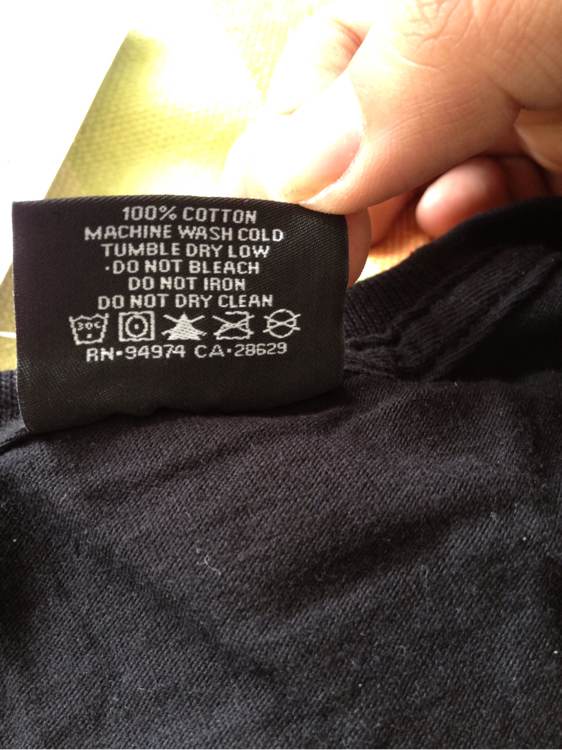 100% COTTON
MACHINE WASH COLD
TUMBLE DRY LOW
·DO NOT BLEACH
DO NOT IRON
DO NOT DRY CLEAN
30C
RN·94974 CA·28629